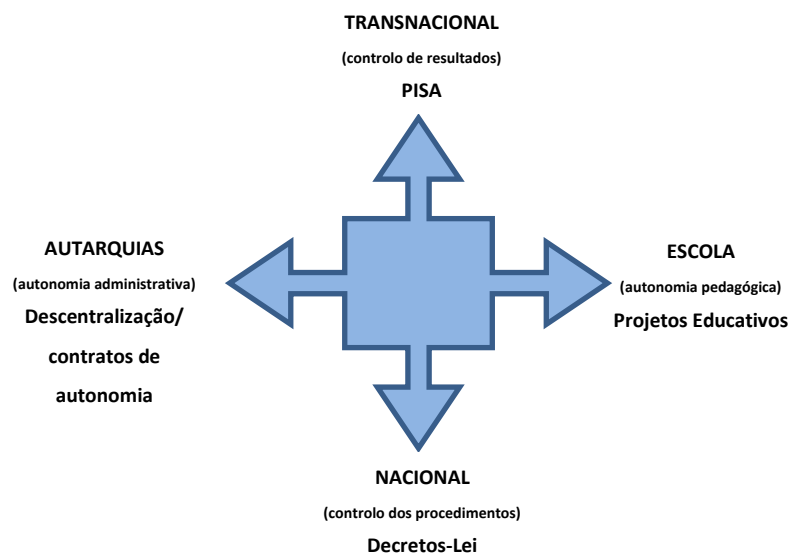 TRANSNACIONAL
(controlo de resultados)
PISA
AUTARQUIAS
(autonomia administrativa)
Descentralização/
contratos de
autonomia
ESCOLA
(autonomia pedagógica)
Projetos Educativos
NACIONAL
(controlo dos procedimentos)
Decretos-Lei